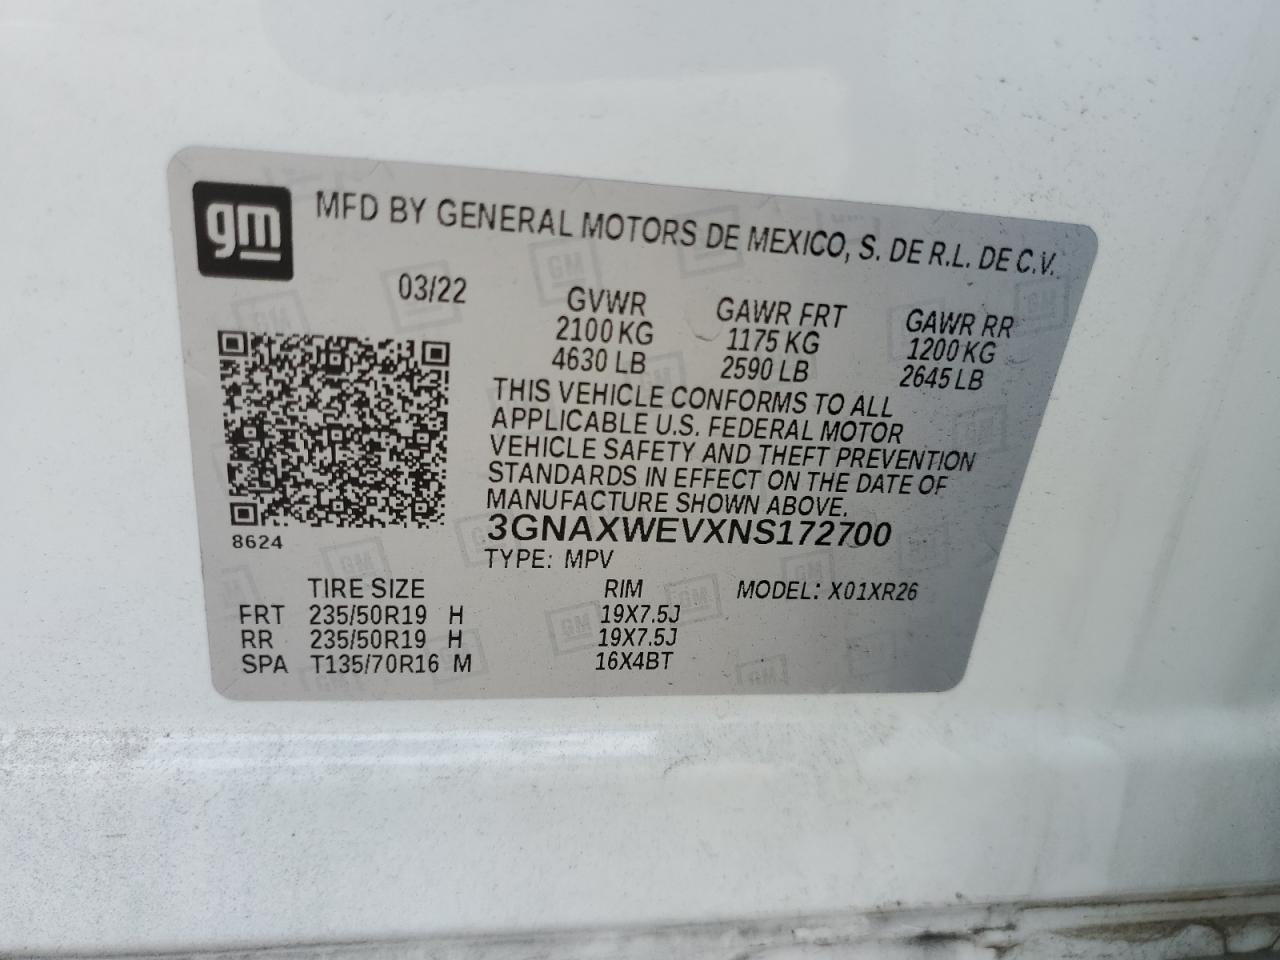 gm
MFD BY GENERAL MOTORS DE MEXICO, S. DE R.L. DE C.V.
03/22
GVWR GAWR FRT GAWR RR
2100 KG 1175 KG 1200 KG
4630 LB 2590 LB 2645 LB
THIS VEHICLE CONFORMS TO ALL
APPLICABLE U.S. FEDERAL MOTOR
VEHICLE SAFETY AND THEFT PREVENTION
STANDARDS IN EFFECT ON THE DATE OF
MANUFACTURE SHOWN ABOVE.
3GNAXWEVXNS172700
8624
TYPE: MPV
TIRE SIZE RIM MODEL: X01XR26
FRT 235/50R19 H 19X7.5J
RR 235/50R19 H 19X7.5J
SPA T135/70R16 M 16X4BT